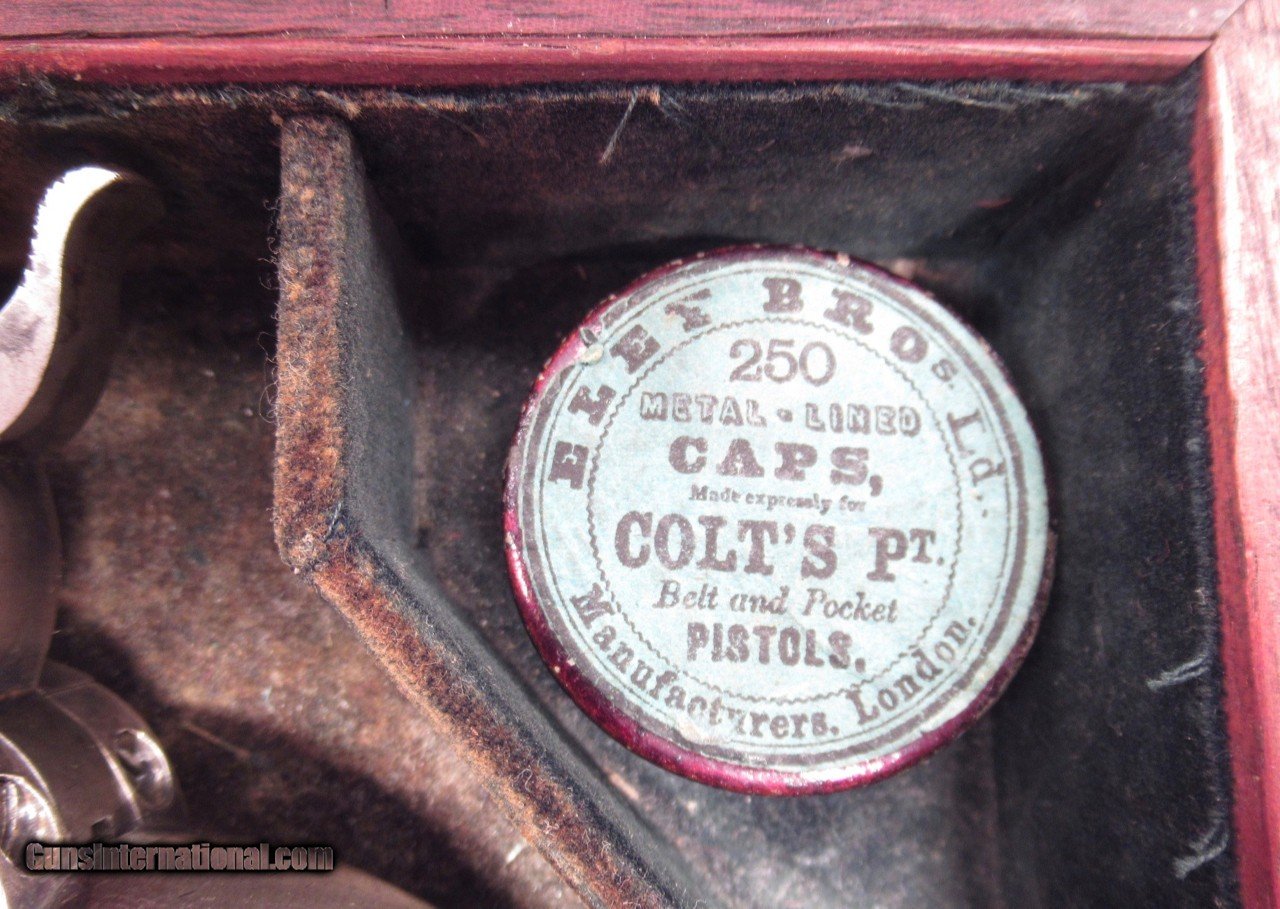 ELEY BROS. Ld.
250
METAL-LINED
CAPS,
Made expressly for
COLT'S PT.
Belt and Pocket
PISTOLS.
Manufacturers. London.
GunsInternational.com